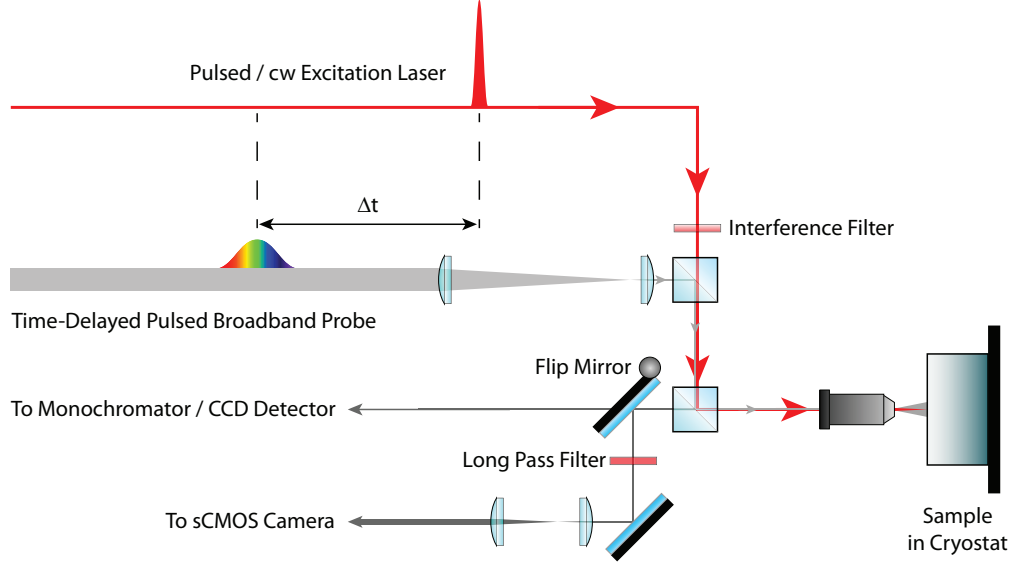 Pulsed / cw Excitation Laser
Δt
Interference Filter
Time-Delayed Pulsed Broadband Probe
Flip Mirror
To Monochromator / CCD Detector
Long Pass Filter
To sCMOS Camera
Sample
in Cryostat